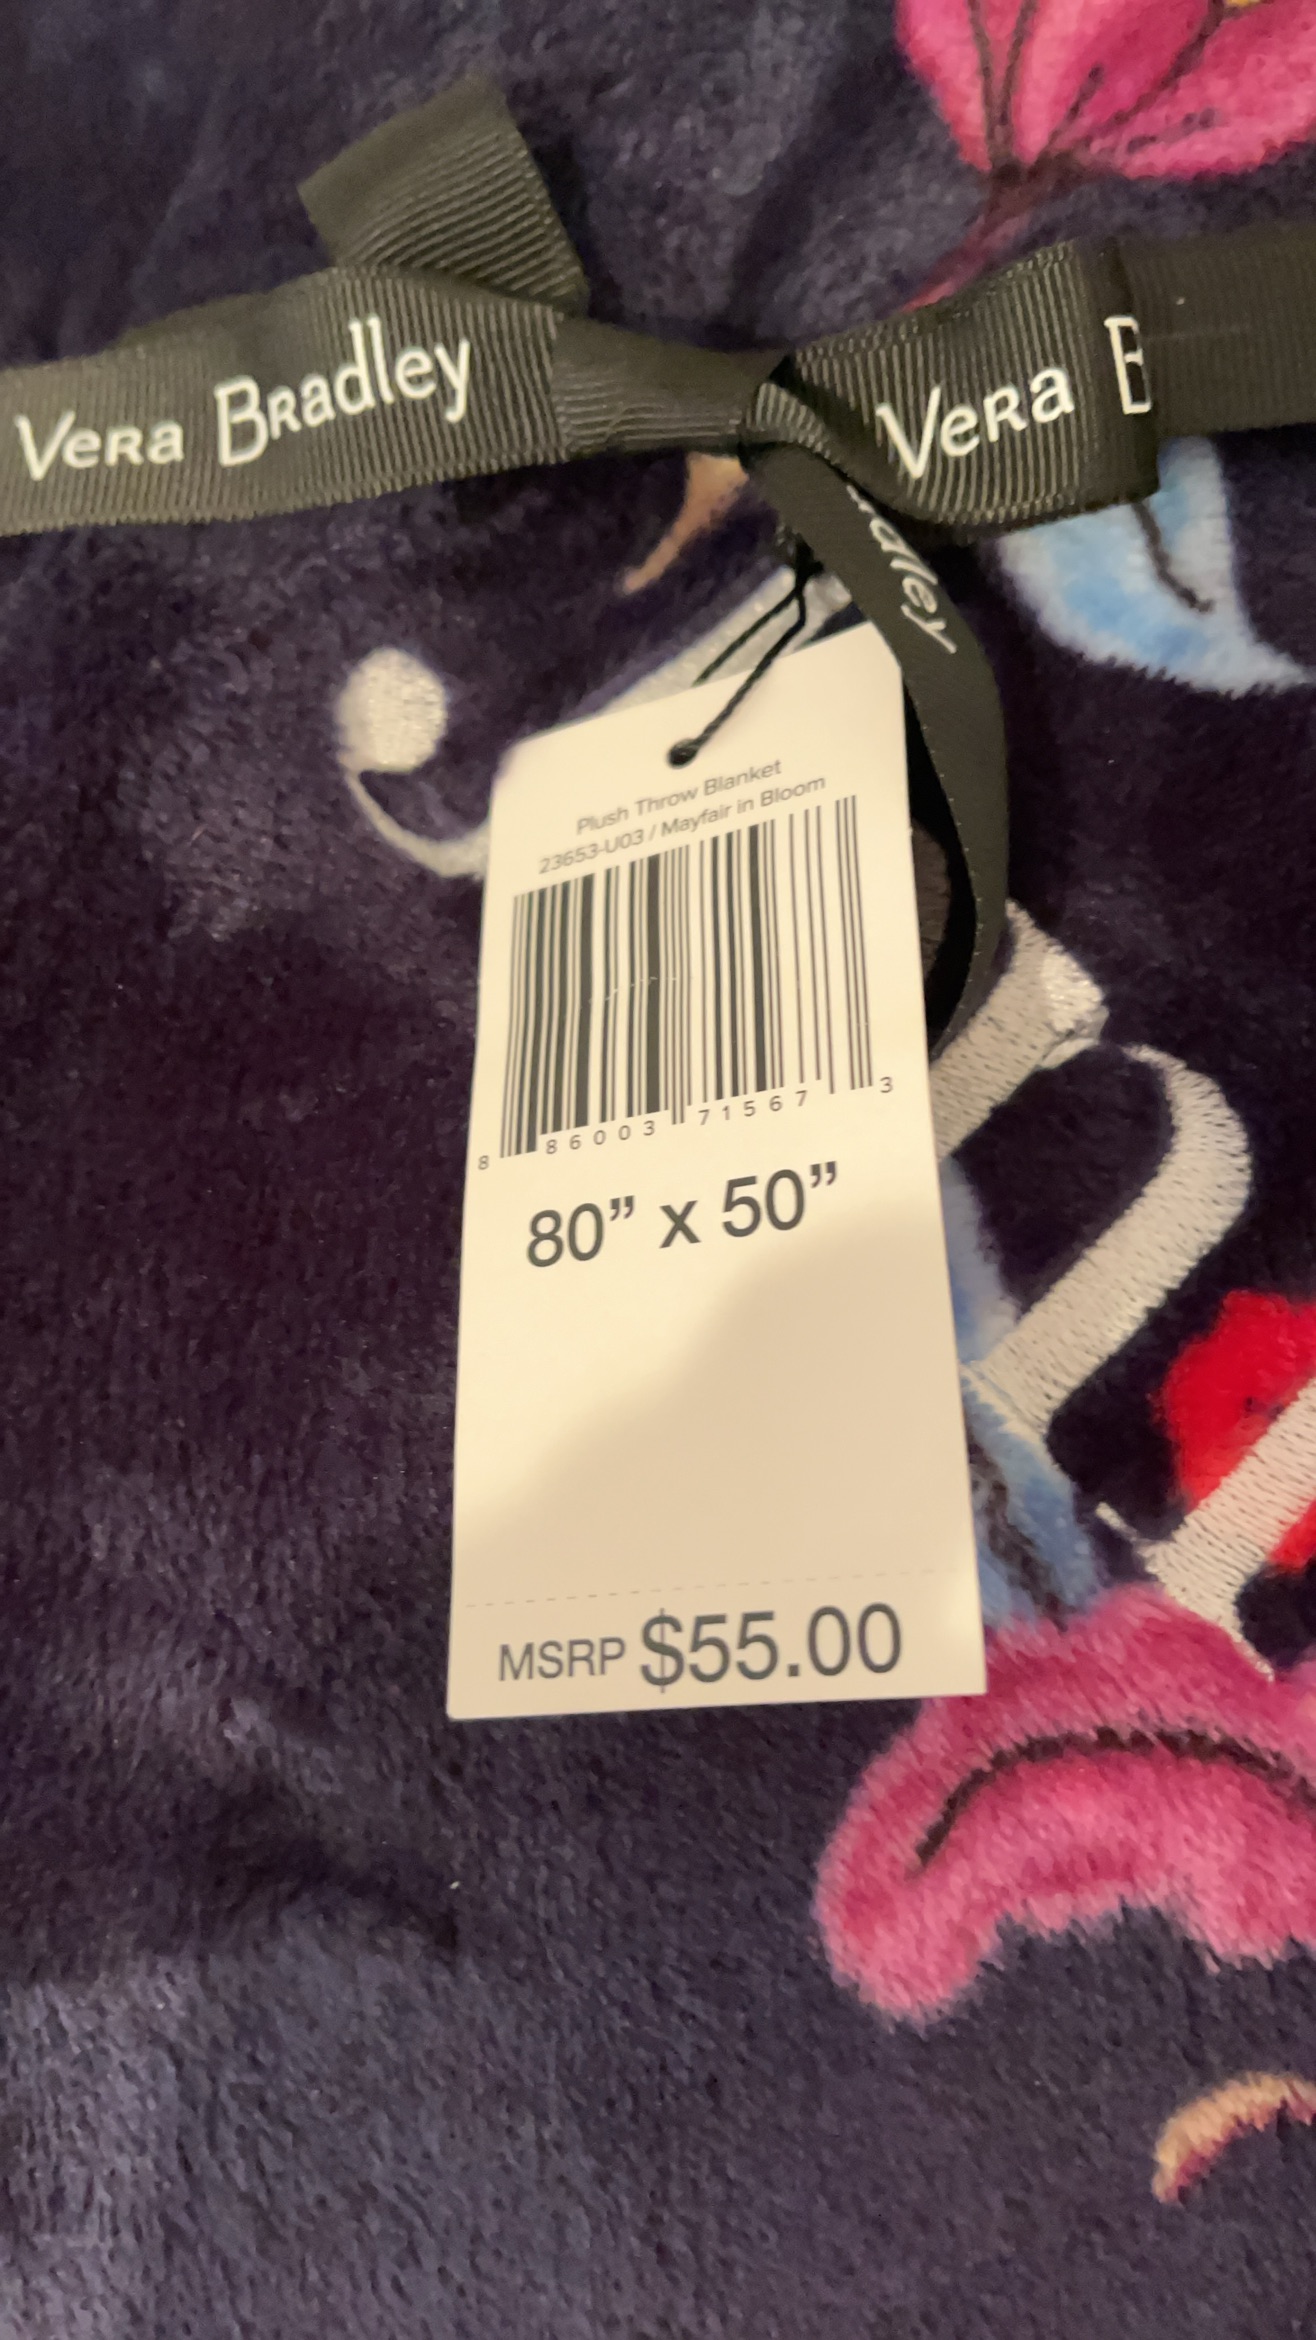 Vera Bradley
Vera B
adley
Plush Throw Blanket
23653-U03 / Mayfair in Bloom
8 86003 71567 3
80” x 50”
MSRP $55.00